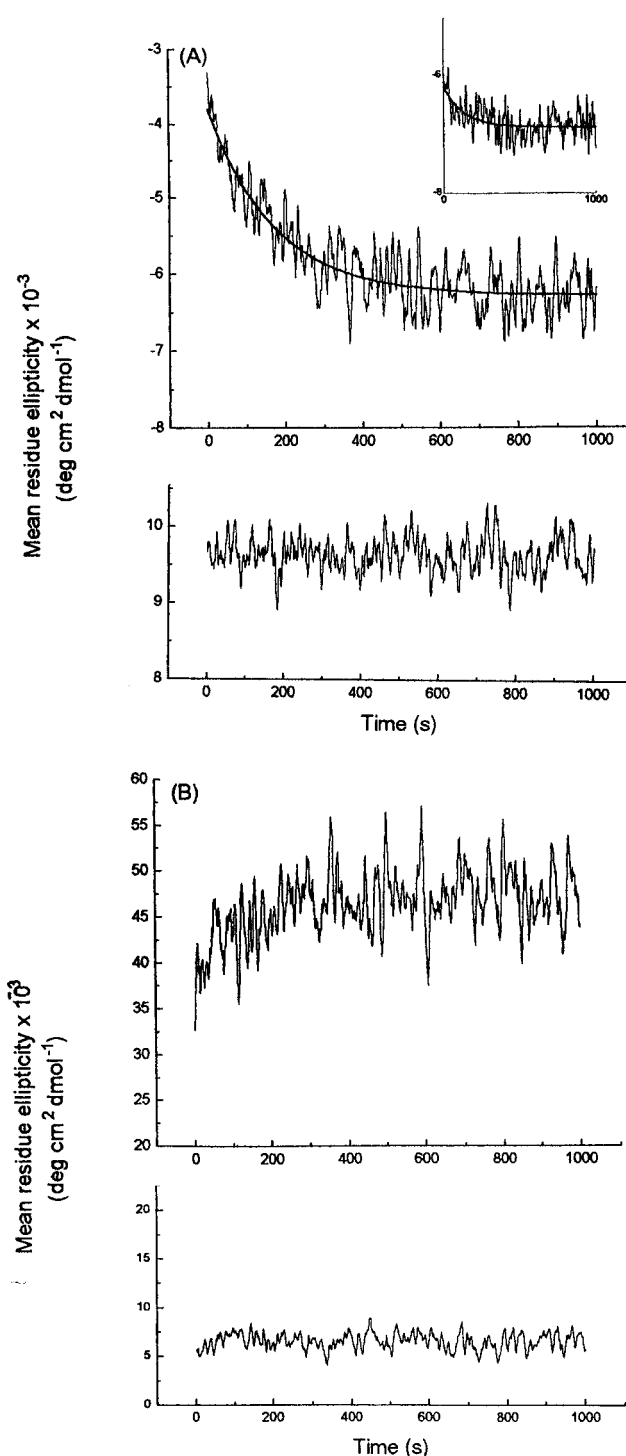 (A)
-3
-4
-5
-6
-7
-8
0 200 400 600 800 1000
-6
-8
0 1000
10
9
8
0 200 400 600 800 1000
Time (s)
Mean residue ellipticity x 10⁻³
(deg cm² dmol⁻¹)
(B)
60
55
50
45
40
35
30
25
20
0 200 400 600 800 1000
20
15
10
5
0
0 200 400 600 800 1000
Time (s)
Mean residue ellipticity x 10⁻³
(deg cm² dmol⁻¹)